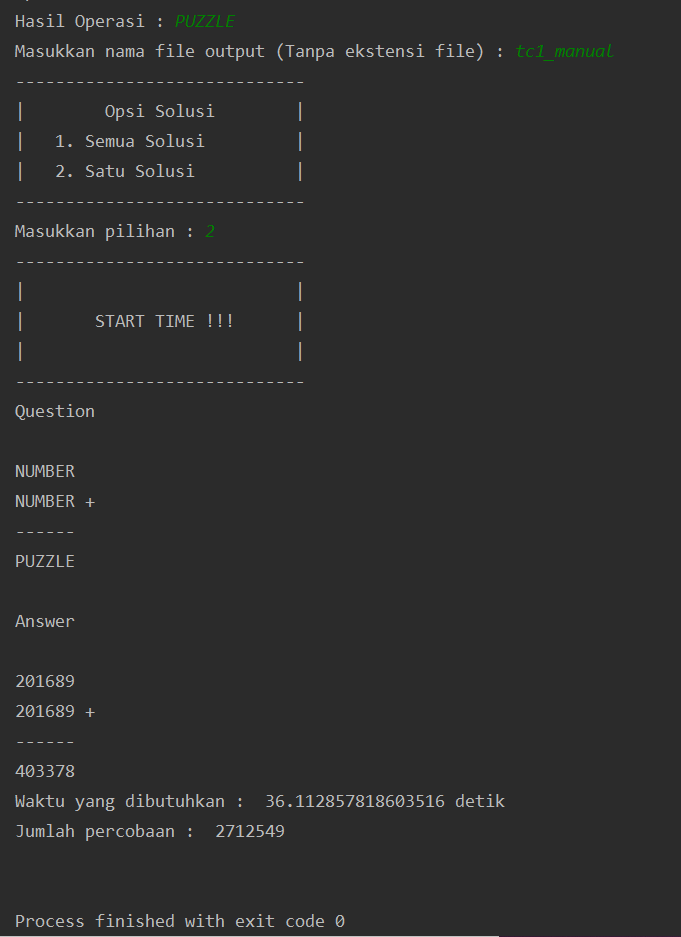 Hasil Operasi : PUZZLE
Masukkan nama file output (Tanpa ekstensi file) : tc1_manual
-----------------------------
|        Opsi Solusi        |
|   1. Semua Solusi         |
|   2. Satu Solusi          |
-----------------------------
Masukkan pilihan : 2
-----------------------------
|                           |
|       START TIME !!!      |
|                           |
-----------------------------
Question
NUMBER
NUMBER +
------
PUZZLE
Answer
201689
201689 +
------
403378
Waktu yang dibutuhkan :  36.112857818603516 detik
Jumlah percobaan :  2712549
Process finished with exit code 0